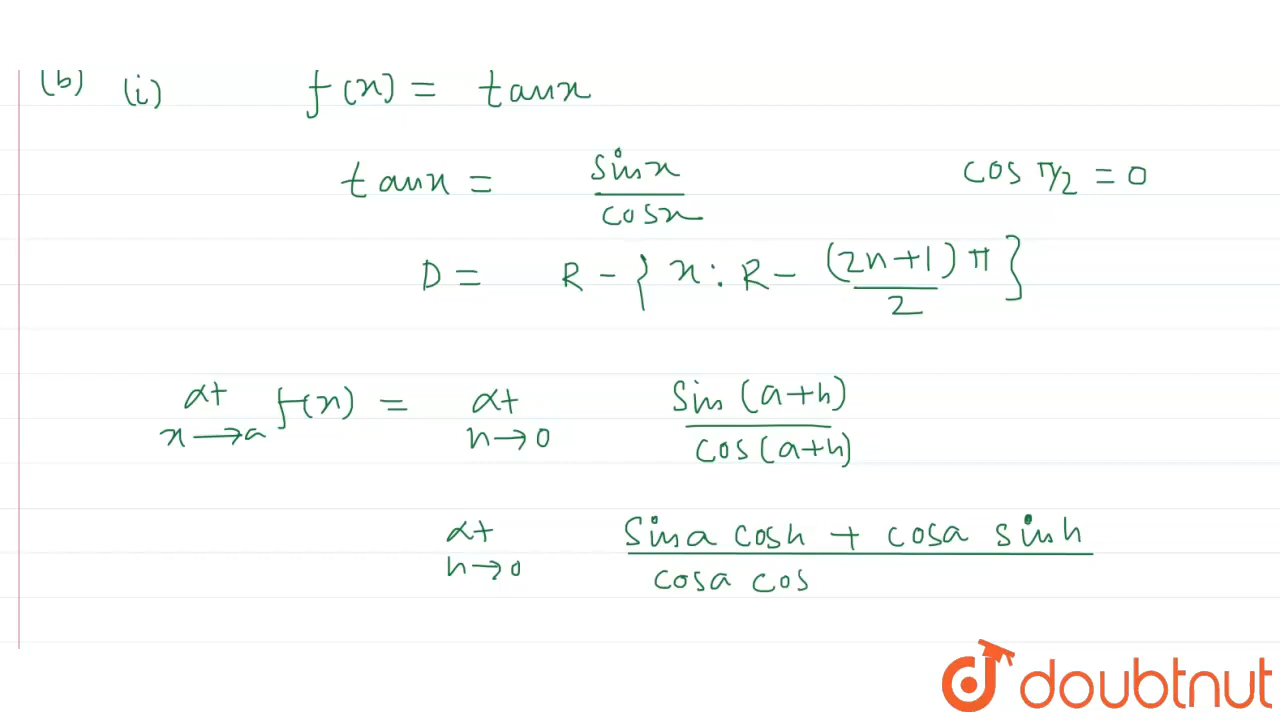 (b) (i) f(x) = tanx
tanx = sinx/cosx cos π/2 = 0
D = R - { x : R - (2n+1)π/2 }
lt x→a f(x) = lt h→0 sin(a+h)/cos(a+h)
lt h→0 sina cosh + cosa sinh/cosa cos
doubtnut